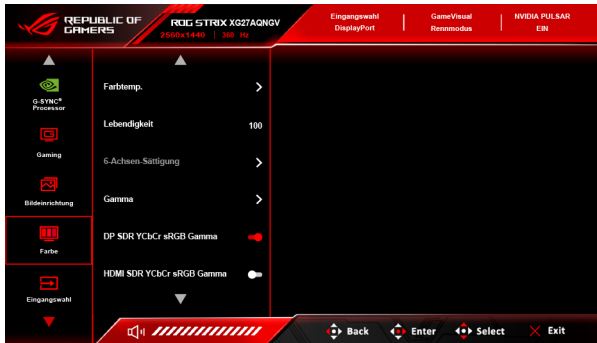 REPUBLIC OF
GAMERS
ROG STRIX XG27AQNGV
2560x1440 | 360 Hz
Eingangswahl
DisplayPort
GameVisual
Rennmodus
NVIDIA PULSAR
EIN
G-SYNC®
Processor
Gaming
Bildeinrichtung
Farbe
Eingangswahl
Farbtemp.
Lebendigkeit 100
6-Achsen-Sättigung
Gamma
DP SDR YCbCr sRGB Gamma
HDMI SDR YCbCr sRGB Gamma
Back Enter Select Exit